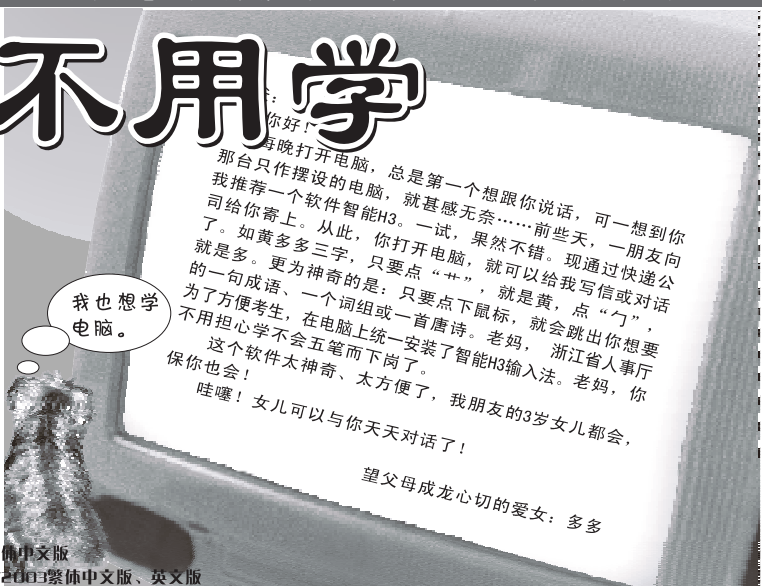 不用学
你好！
每晚打开电脑，总是第一个想跟你说话，可一想到你
那台只作摆设的电脑，就甚感无奈……前些天，一朋友向
我推荐一个软件智能H3。一试，果然不错。现通过快递公
司给你寄上。从此，你打开电脑，就可以给我写信或对话
了。如黄多多三字，只要点“艹”，就是黄，点“勹”，
就是多。更为神奇的是：只要点下鼠标，就会跳出你想要
的一句成语、一个词组或一首唐诗。老妈， 浙江省人事厅
为了方便考生，在电脑上统一安装了智能H3输入法。老妈，你
不用担心学不会五笔而下岗了。
这个软件太神奇、太方便了，我朋友的3岁女儿都会，
保你也会！
哇噻！女儿可以与你天天对话了！
望父母成龙心切的爱女：多多
我也想学
电脑。
体中文版
2003繁体中文版、英文版